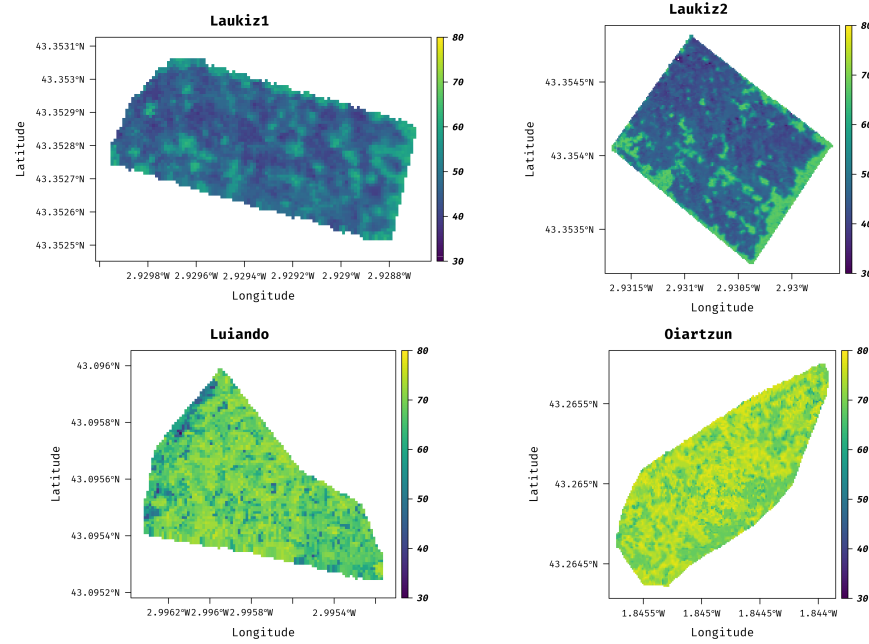 Laukiz1
43.3531°N
43.353°N
43.3529°N
43.3528°N
43.3527°N
43.3526°N
43.3525°N
Latitude
2.9298°W 2.9296°W 2.9294°W 2.9292°W 2.929°W 2.9288°W
Longitude
80
70
60
50
40
30
Laukiz2
43.3545°N
43.354°N
43.3535°N
Latitude
2.9315°W 2.931°W 2.9305°W 2.93°W
Longitude
80
70
60
50
40
30
Luiando
43.096°N
43.0958°N
43.0956°N
43.0954°N
43.0952°N
Latitude
2.9962°W 2.996°W 2.9958°W 2.9954°W
Longitude
80
70
60
50
40
30
Oiartzun
43.2655°N
43.265°N
43.2645°N
Latitude
1.8455°W 1.845°W 1.8445°W 1.844°W
Longitude
80
70
60
50
40
30